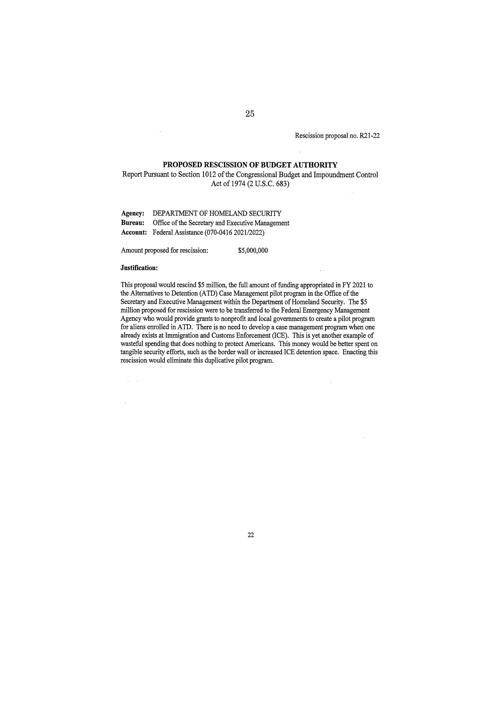 25
Rescission proposal no. R21-22
PROPOSED RESCISSION OF BUDGET AUTHORITY
Report Pursuant to Section 1012 of the Congressional Budget and Impoundment Control
Act of 1974 (2 U.S.C. 683)
Agency: DEPARTMENT OF HOMELAND SECURITY
Bureau: Office of the Secretary and Executive Management
Account: Federal Assistance (070-0416 2021/2022)
Amount proposed for rescission: $5,000,000
Justification:
This proposal would rescind $5 million, the full amount of funding appropriated in FY 2021 to
the Alternatives to Detention (ATD) Case Management pilot program in the Office of the
Secretary and Executive Management within the Department of Homeland Security. The $5
million proposed for rescission were to be transferred to the Federal Emergency Management
Agency who would provide grants to nonprofit and local governments to create a pilot program
for aliens enrolled in ATD. There is no need to develop a case management program when one
already exists at Immigration and Customs Enforcement (ICE). This is yet another example of
wasteful spending that does nothing to protect Americans. This money would be better spent on
tangible security efforts, such as the border wall or increased ICE detention space. Enacting this
rescission would eliminate this duplicative pilot program.
22